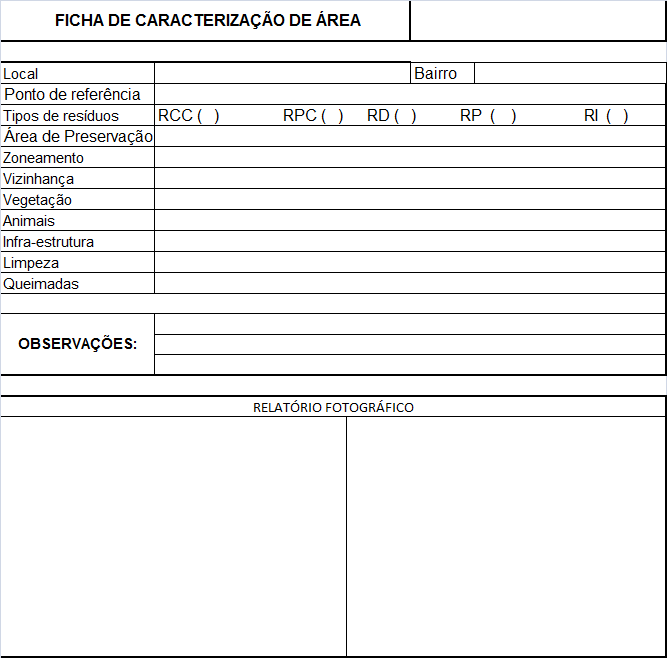 FICHA DE CARACTERIZAÇÃO DE ÁREA
Local Bairro
Ponto de referência
Tipos de resíduos RCC ( ) RPC ( ) RD ( ) RP ( ) RI ( )
Área de Preservação
Zoneamento
Vizinhança
Vegetação
Animais
Infra-estrutura
Limpeza
Queimadas
OBSERVAÇÕES:
RELATÓRIO FOTOGRÁFICO